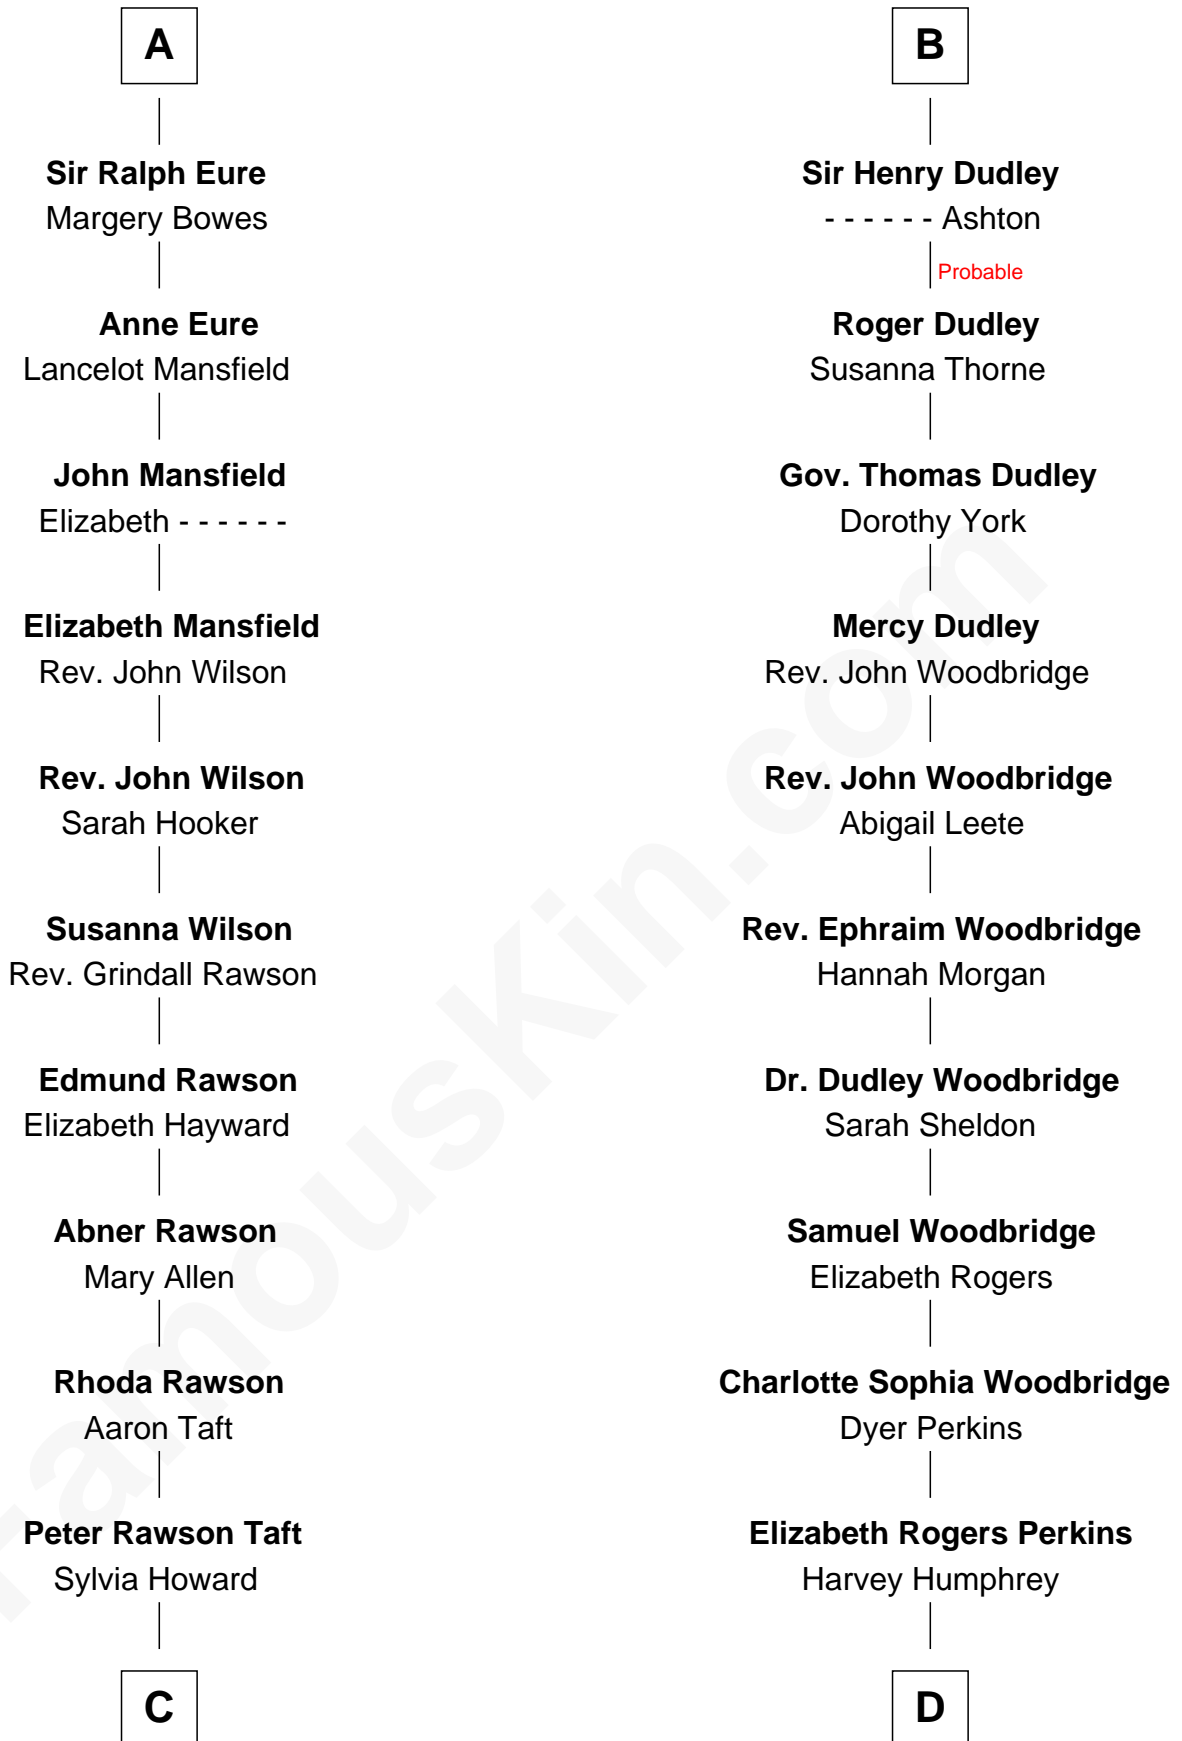 A
Sir Ralph Eure
Margery Bowes
Anne Eure
Lancelot Mansfield
John Mansfield
Elizabeth - - - - - -
Elizabeth Mansfield
Rev. John Wilson
Rev. John Wilson
Sarah Hooker
Susanna Wilson
Rev. Grindall Rawson
Edmund Rawson
Elizabeth Hayward
Abner Rawson
Mary Allen
Rhoda Rawson
Aaron Taft
Peter Rawson Taft
Sylvia Howard
C
B
Sir Henry Dudley
- - - - - - Ashton
Probable
Roger Dudley
Susanna Thorne
Gov. Thomas Dudley
Dorothy York
Mercy Dudley
Rev. John Woodbridge
Rev. John Woodbridge
Abigail Leete
Rev. Ephraim Woodbridge
Hannah Morgan
Dr. Dudley Woodbridge
Sarah Sheldon
Samuel Woodbridge
Elizabeth Rogers
Charlotte Sophia Woodbridge
Dyer Perkins
Elizabeth Rogers Perkins
Harvey Humphrey
D
FamousKin.com